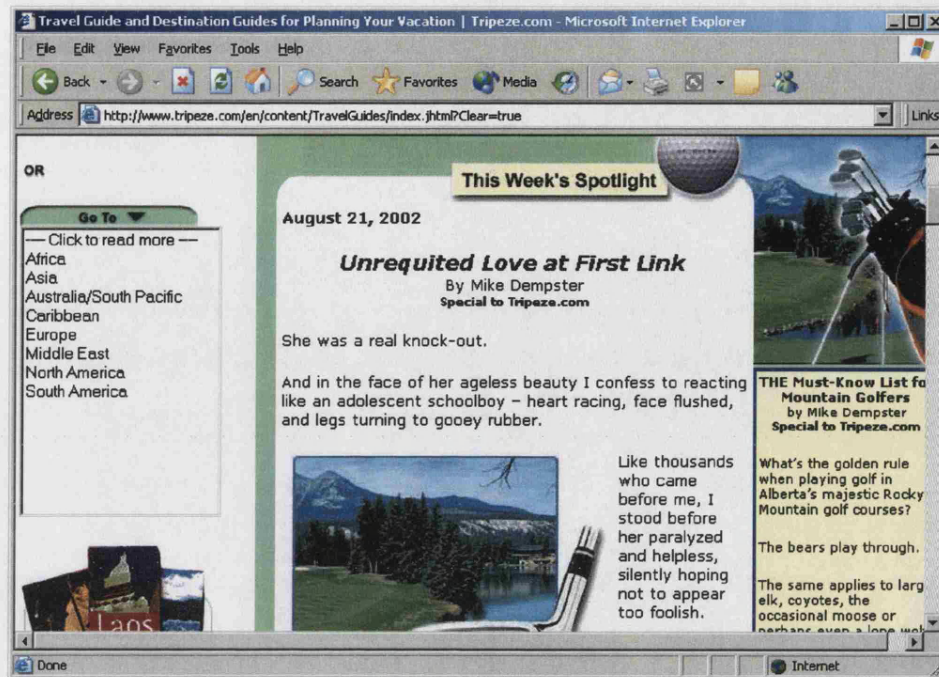 Travel Guide and Destination Guides for Planning Your Vacation | Tripeze.com - Microsoft Internet Explorer
File Edit View Favorites Tools Help
Back Search Favorites Media
Address http://www.tripeze.com/en/content/TravelGuides/index.jhtml?Clear=true Links
OR
Go To
--- Click to read more ---
Africa
Asia
Australia/South Pacific
Caribbean
Europe
Middle East
North America
South America
Laos
This Week's Spotlight
August 21, 2002
Unrequited Love at First Link
By Mike Dempster
Special to Tripeze.com
She was a real knock-out.
And in the face of her ageless beauty I confess to reacting
like an adolescent schoolboy – heart racing, face flushed,
and legs turning to gooey rubber.
Like thousands
who came
before me, I
stood before
her paralyzed
and helpless,
silently hoping
not to appear
too foolish.
THE Must-Know List fo
Mountain Golfers
by Mike Dempster
Special to Tripeze.com
What's the golden rule
when playing golf in
Alberta's majestic Rocky
Mountain golf courses?
The bears play through.
The same applies to larg
elk, coyotes, the
occasional moose or
perhaps even a lone wol
Done Internet